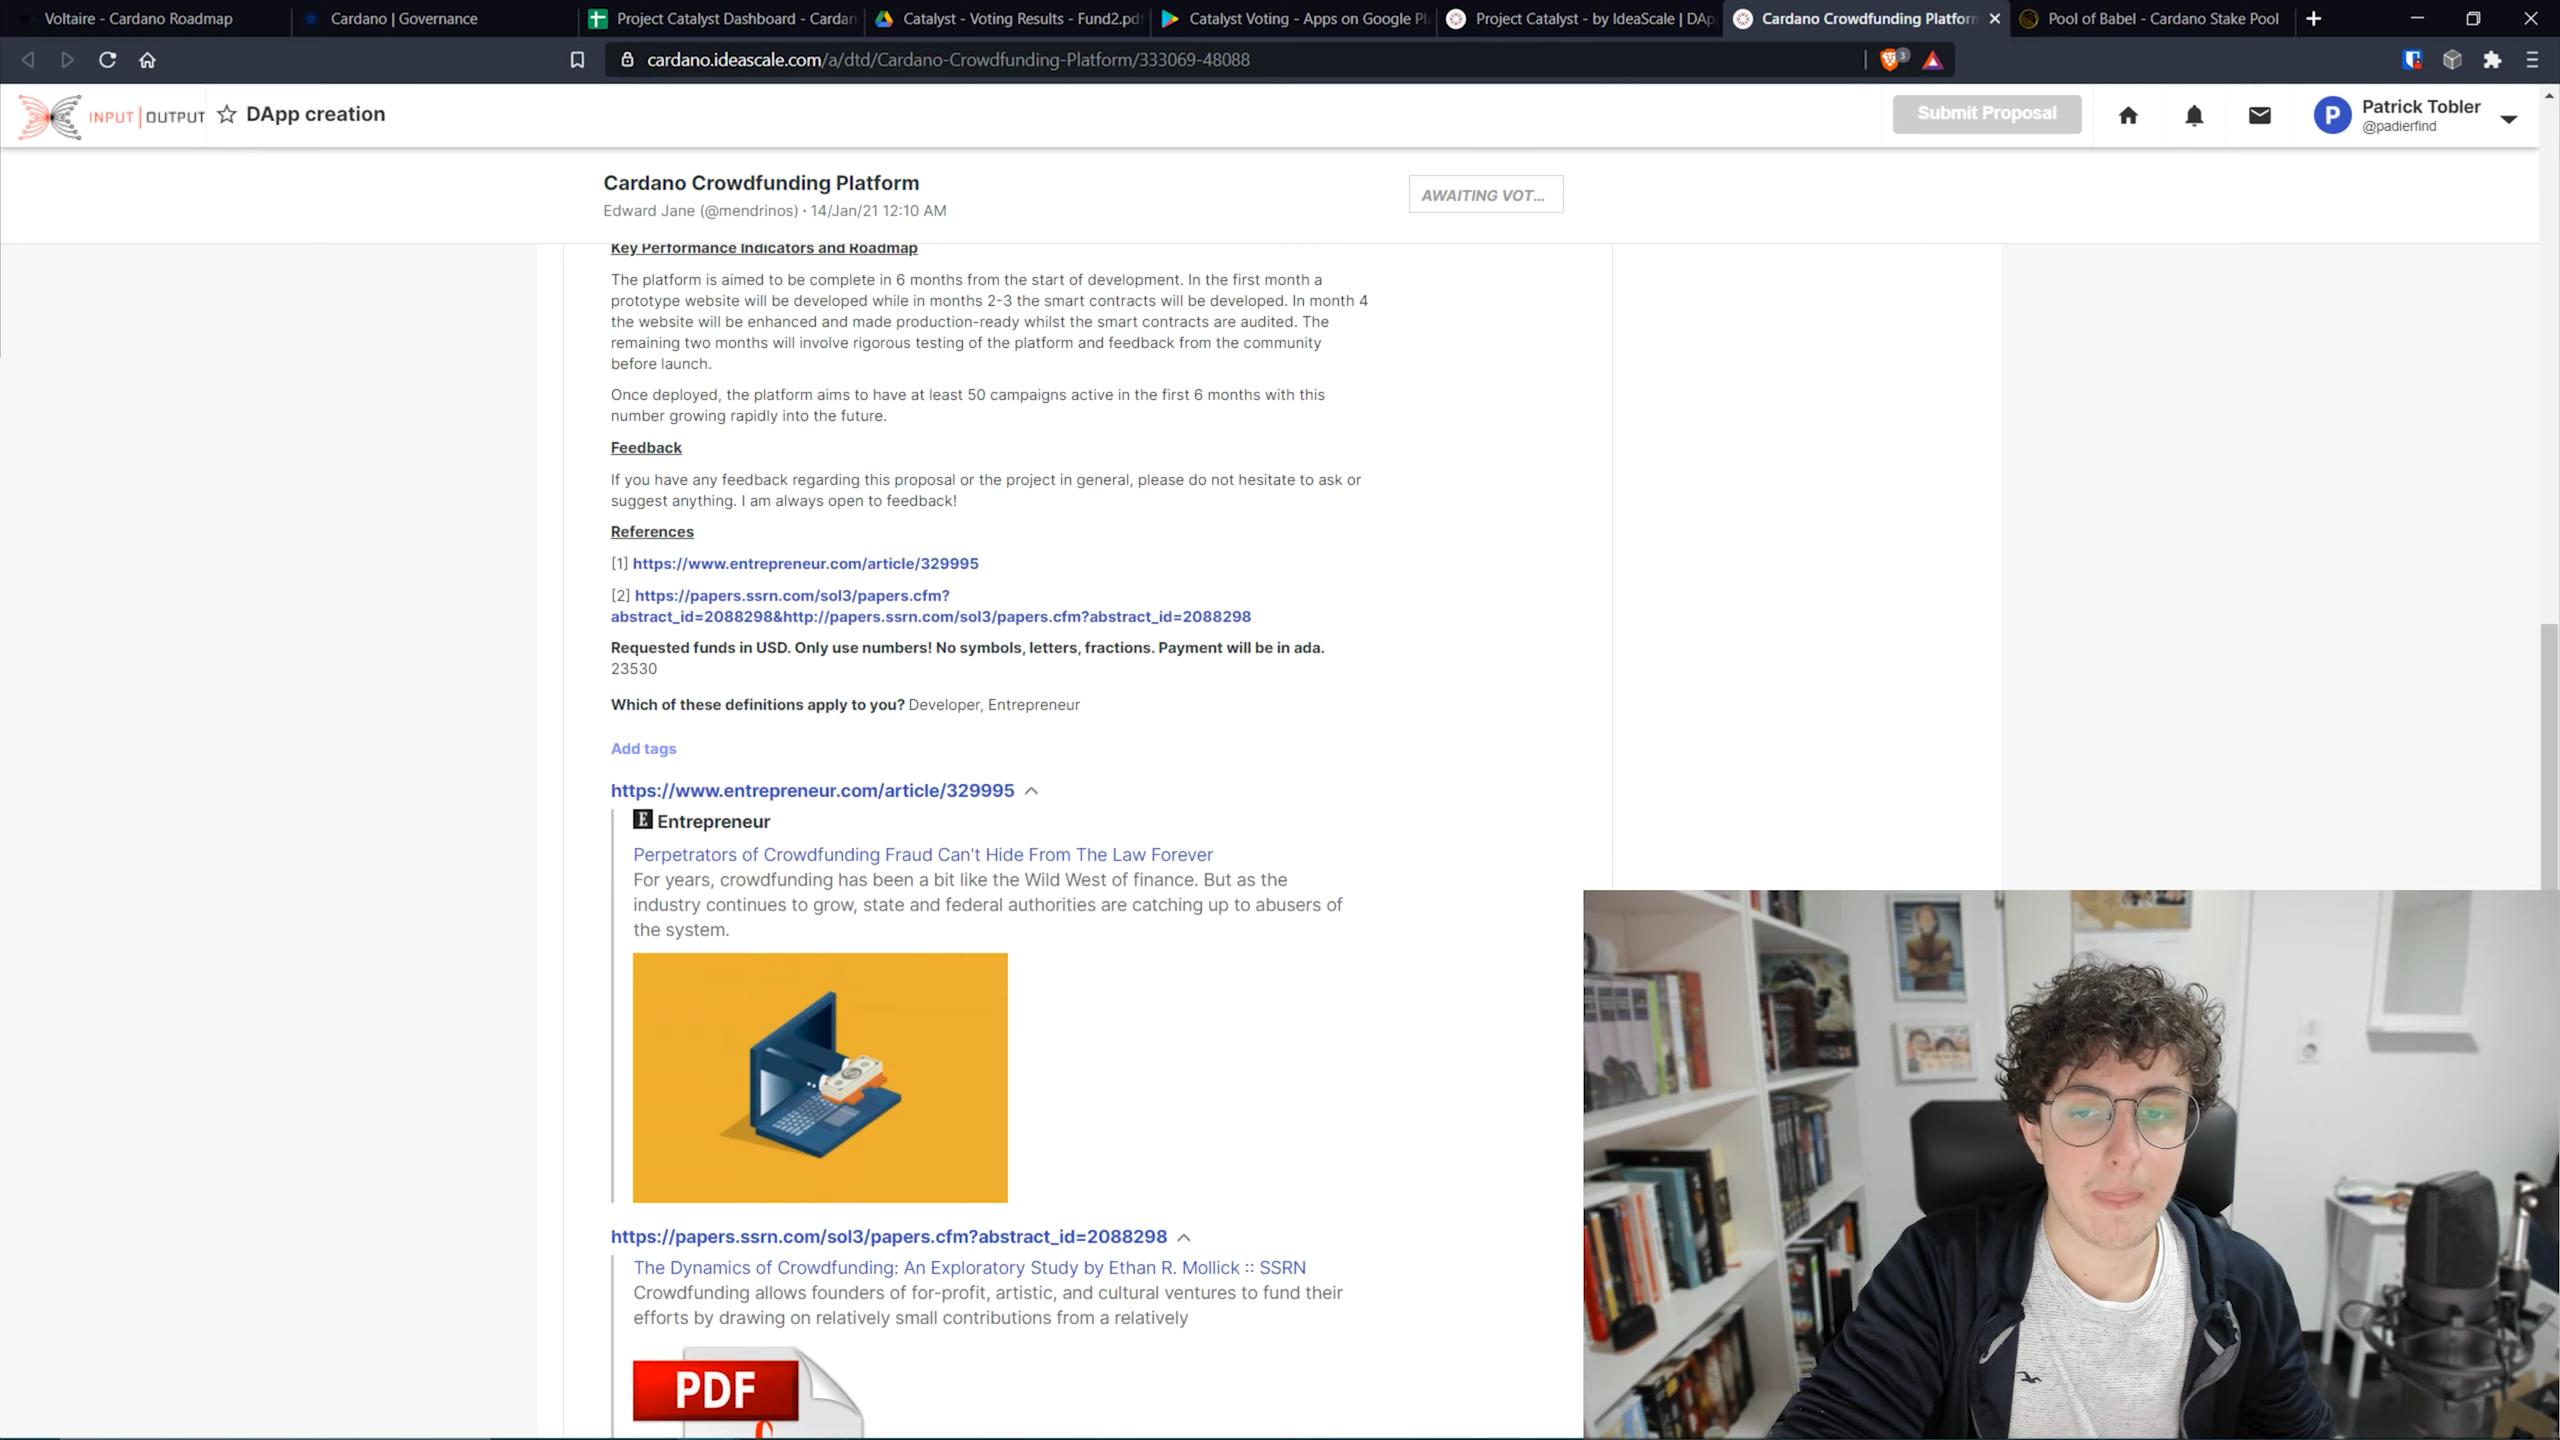 Voltaire - Cardano Roadmap
Cardano | Governance
Project Catalyst Dashboard - Cardan
Catalyst - Voting Results - Fund2.pdf
Catalyst Voting - Apps on Google Pl
Project Catalyst - by IdeaScale | DAp
Cardano Crowdfunding Platform
Pool of Babel - Cardano Stake Pool
cardano.ideascale.com/a/dtd/Cardano-Crowdfunding-Platform/333069-48088
3
INPUT | OUTPUT
DApp creation
Submit Proposal
P
Patrick Tobler
@padierfind
Cardano Crowdfunding Platform
Edward Jane (@mendrinos) · 14/Jan/21 12:10 AM
AWAITING VOT...
Key Performance Indicators and Roadmap
The platform is aimed to be complete in 6 months from the start of development. In the first month a
prototype website will be developed while in months 2-3 the smart contracts will be developed. In month 4
the website will be enhanced and made production-ready whilst the smart contracts are audited. The
remaining two months will involve rigorous testing of the platform and feedback from the community
before launch.
Once deployed, the platform aims to have at least 50 campaigns active in the first 6 months with this
number growing rapidly into the future.
Feedback
If you have any feedback regarding this proposal or the project in general, please do not hesitate to ask or
suggest anything. I am always open to feedback!
References
[1] https://www.entrepreneur.com/article/329995
[2] https://papers.ssrn.com/sol3/papers.cfm?
abstract_id=2088298&http://papers.ssrn.com/sol3/papers.cfm?abstract_id=2088298
Requested funds in USD. Only use numbers! No symbols, letters, fractions. Payment will be in ada.
23530
Which of these definitions apply to you? Developer, Entrepreneur
Add tags
https://www.entrepreneur.com/article/329995
E Entrepreneur
Perpetrators of Crowdfunding Fraud Can't Hide From The Law Forever
For years, crowdfunding has been a bit like the Wild West of finance. But as the
industry continues to grow, state and federal authorities are catching up to abusers of
the system.
https://papers.ssrn.com/sol3/papers.cfm?abstract_id=2088298
The Dynamics of Crowdfunding: An Exploratory Study by Ethan R. Mollick :: SSRN
Crowdfunding allows founders of for-profit, artistic, and cultural ventures to fund their
efforts by drawing on relatively small contributions from a relatively
PDF